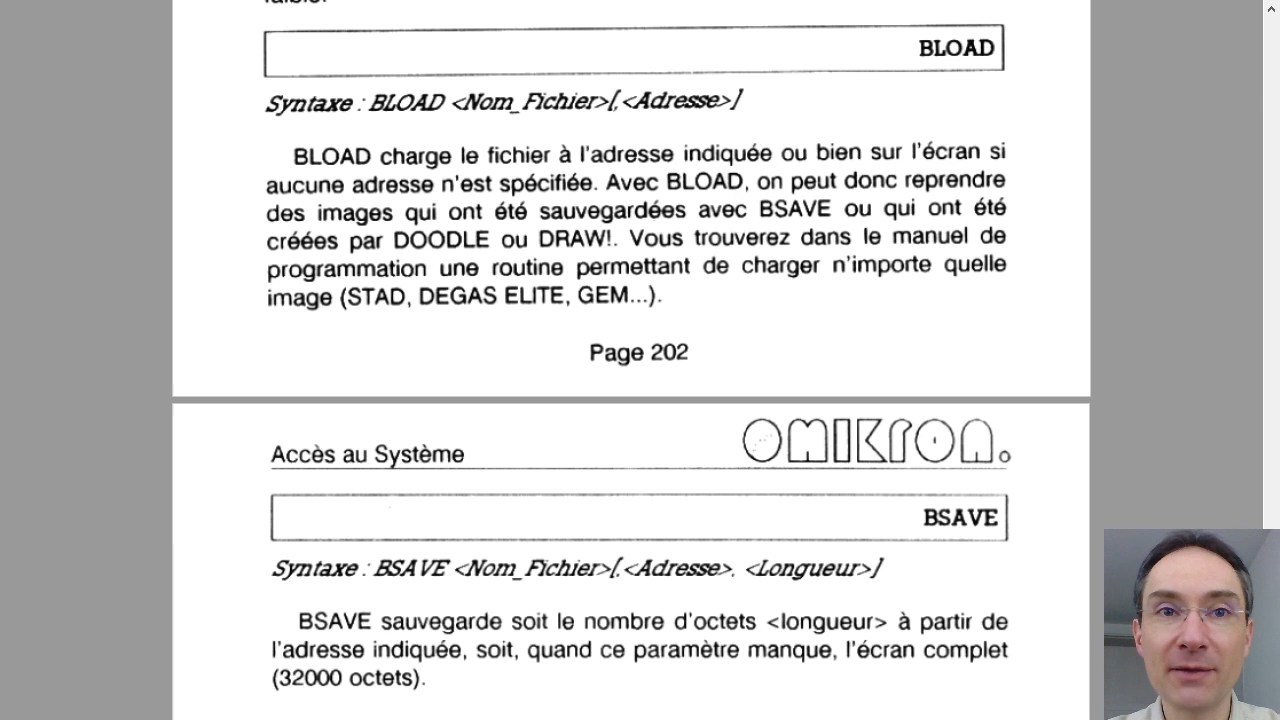 BLOAD
Syntaxe : BLOAD <Nom_Fichier>[,<Adresse>]
BLOAD charge le fichier à l'adresse indiquée ou bien sur l'écran si
aucune adresse n'est spécifiée. Avec BLOAD, on peut donc reprendre
des images qui ont été sauvegardées avec BSAVE ou qui ont été
créées par DOODLE ou DRAW!. Vous trouverez dans le manuel de
programmation une routine permettant de charger n'importe quelle
image (STAD, DEGAS ELITE, GEM...).
Page 202
Accès au Système
OMIKRON.
BSAVE
Syntaxe : BSAVE <Nom_Fichier>[,<Adresse>, <Longueur>]
BSAVE sauvegarde soit le nombre d'octets <longueur> à partir de
l'adresse indiquée, soit, quand ce paramètre manque, l'écran complet
(32000 octets).